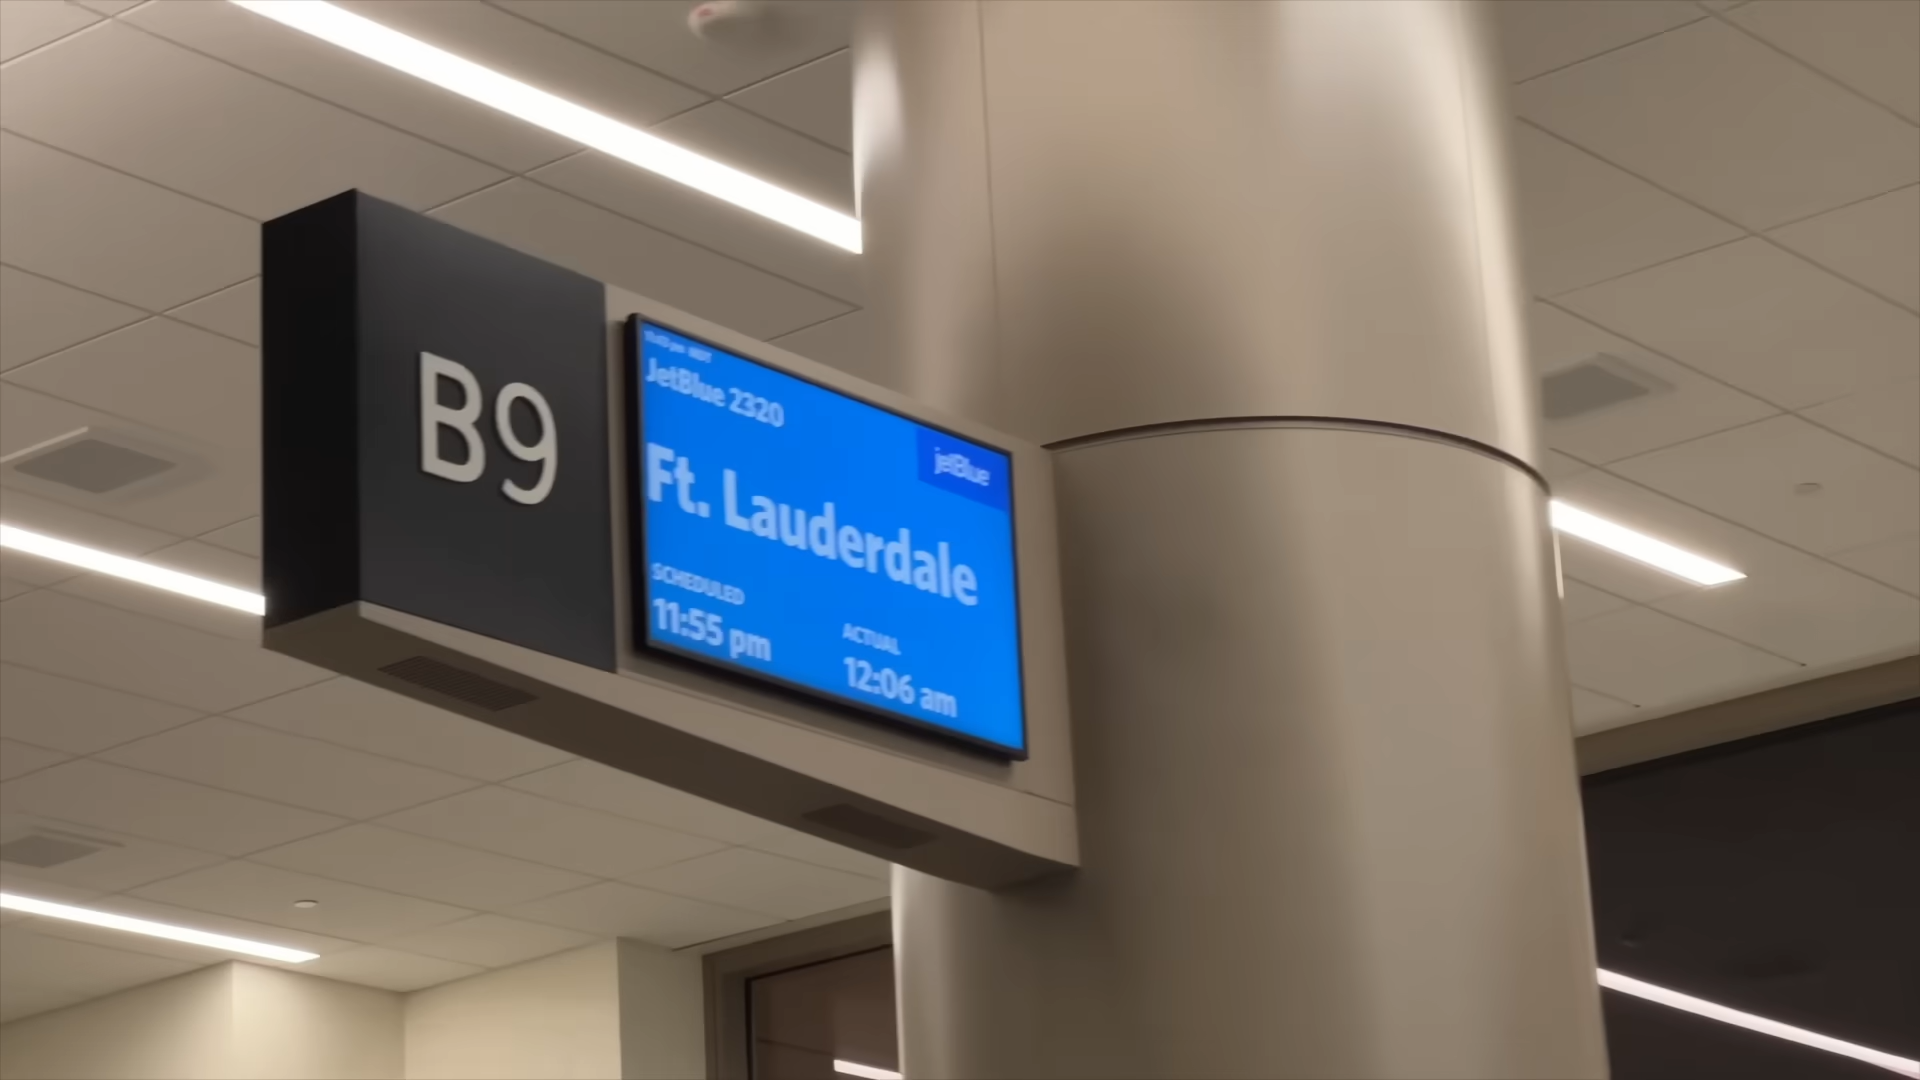 B9
JetBlue 2320
jetBlue
Ft. Lauderdale
SCHEDULED
11:55 pm
ACTUAL
12:06 am